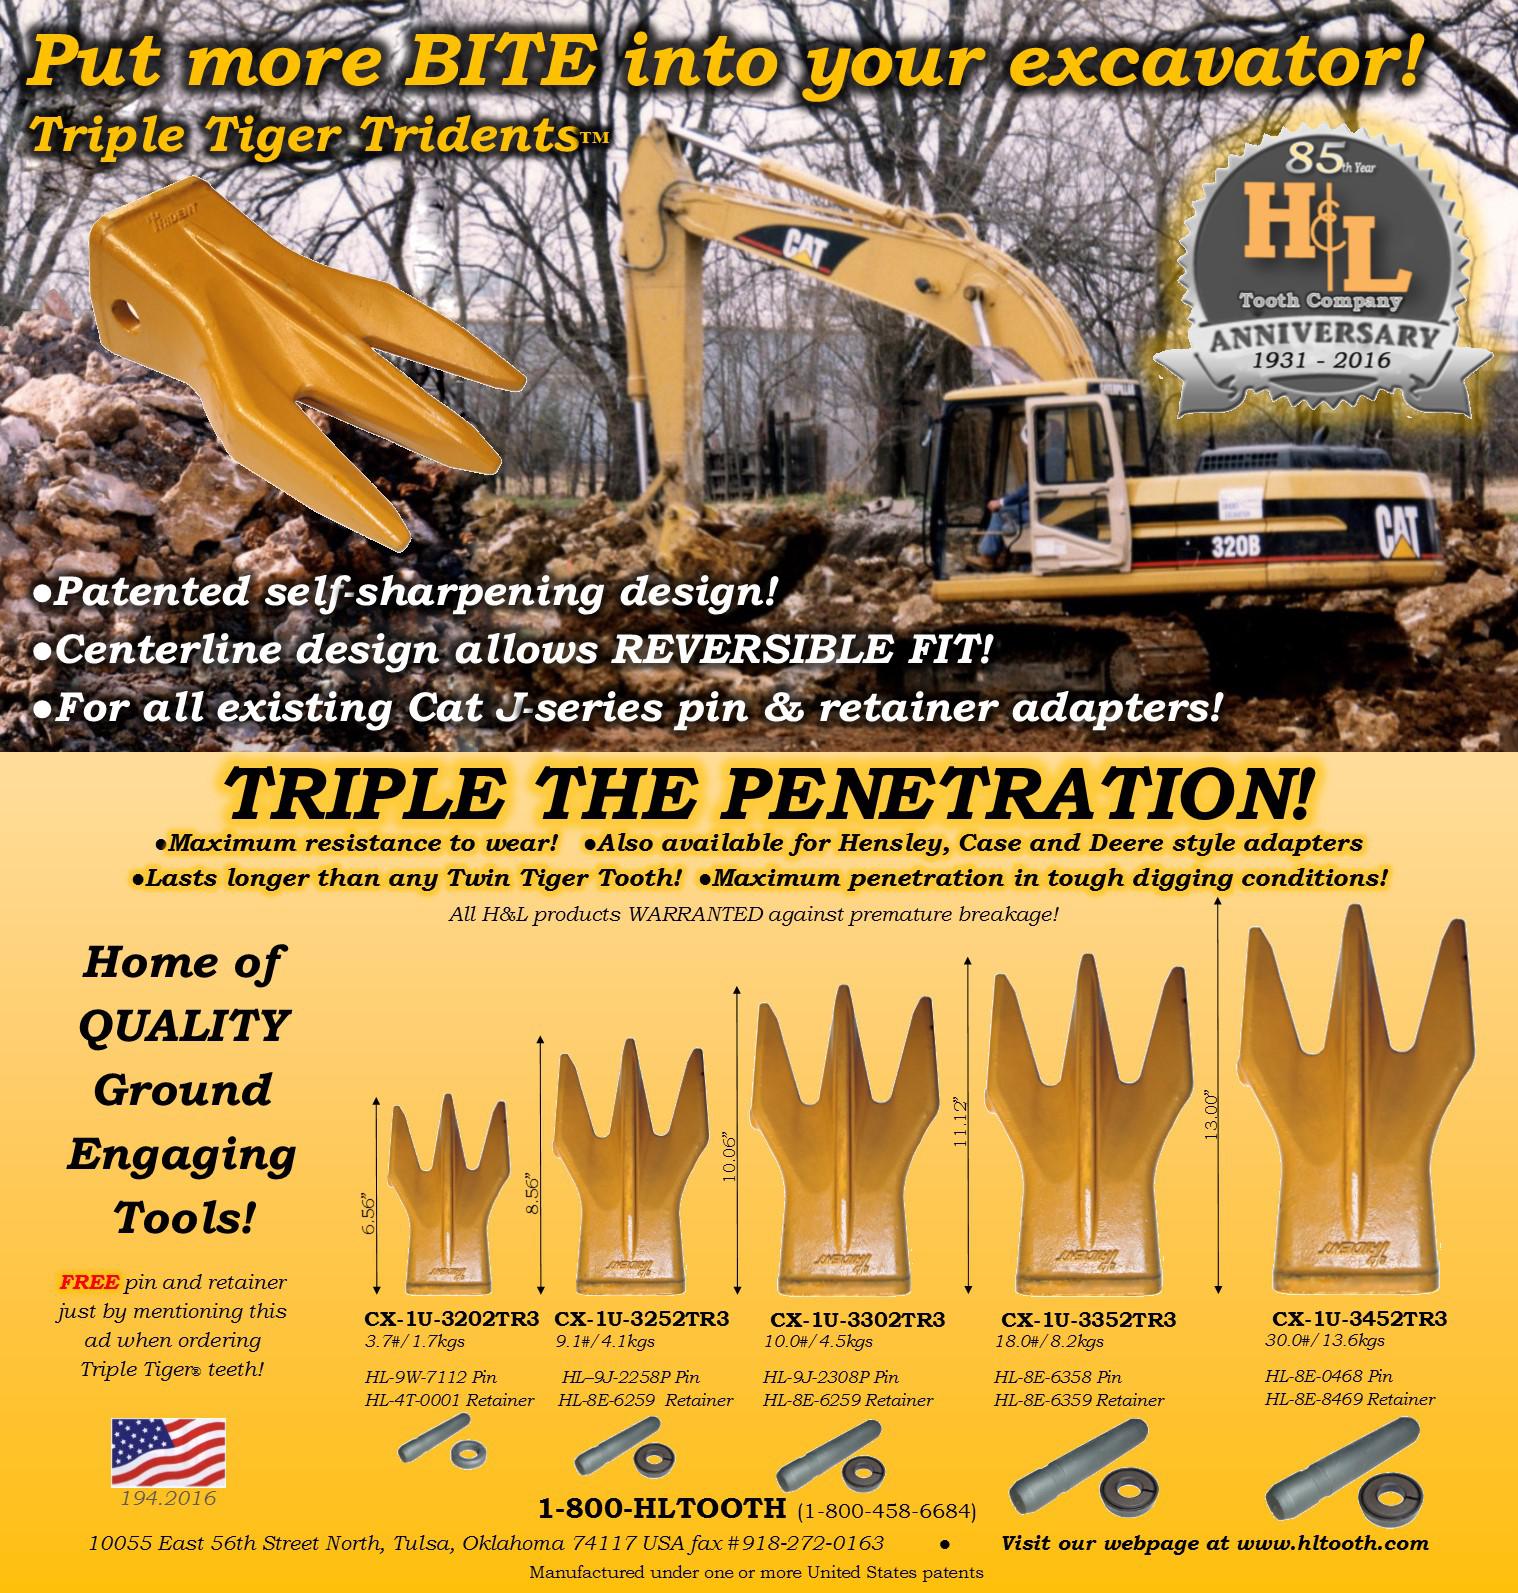 Put more BITE into your excavator!
Triple Tiger Tridents™
85th Year
H&L
Tooth Company
ANNIVERSARY
1931 - 2016
TRIDENT
CAT
CATERPILLAR
320B
CAT
●Patented self-sharpening design!
●Centerline design allows REVERSIBLE FIT!
●For all existing Cat J-series pin & retainer adapters!
TRIPLE THE PENETRATION!
●Maximum resistance to wear! ●Also available for Hensley, Case and Deere style adapters
●Lasts longer than any Twin Tiger Tooth! ●Maximum penetration in tough digging conditions!
All H&L products WARRANTED against premature breakage!
Home of
QUALITY
Ground
Engaging
Tools!
FREE pin and retainer
just by mentioning this
ad when ordering
Triple Tiger® teeth!
194.2016
6.56"
8.56"
10.06"
11.12"
13.00"
TRIDENT
TRIDENT
TRIDENT
TRIDENT
TRIDENT
CX-1U-3202TR3 CX-1U-3252TR3 CX-1U-3302TR3 CX-1U-3352TR3 CX-1U-3452TR3
3.7#/ 1.7kgs 9.1#/ 4.1kgs 10.0#/ 4.5kgs 18.0#/ 8.2kgs 30.0#/ 13.6kgs
HL-9W-7112 Pin HL–9J-2258P Pin HL-9J-2308P Pin HL-8E-6358 Pin HL-8E-0468 Pin
HL-4T-0001 Retainer HL-8E-6259 Retainer HL-8E-6259 Retainer HL-8E-6359 Retainer HL-8E-8469 Retainer
1-800-HLTOOTH (1-800-458-6684)
10055 East 56th Street North, Tulsa, Oklahoma 74117 USA fax #918-272-0163 ● Visit our webpage at www.hltooth.com
Manufactured under one or more United States patents